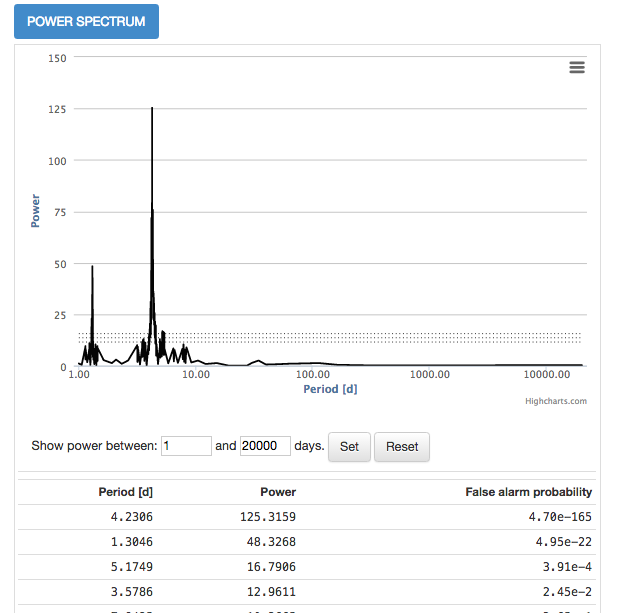 POWER SPECTRUM
150
125
100
75
50
25
0
Power
1.00 10.00 100.00 1000.00 10000.00
Period [d]
Highcharts.com
Show power between: 1 and 20000 days. Set Reset
Period [d] Power False alarm probability
4.2306 125.3159 4.70e-165
1.3046 48.3268 4.95e-22
5.1749 16.7906 3.91e-4
3.5786 12.9611 2.45e-2